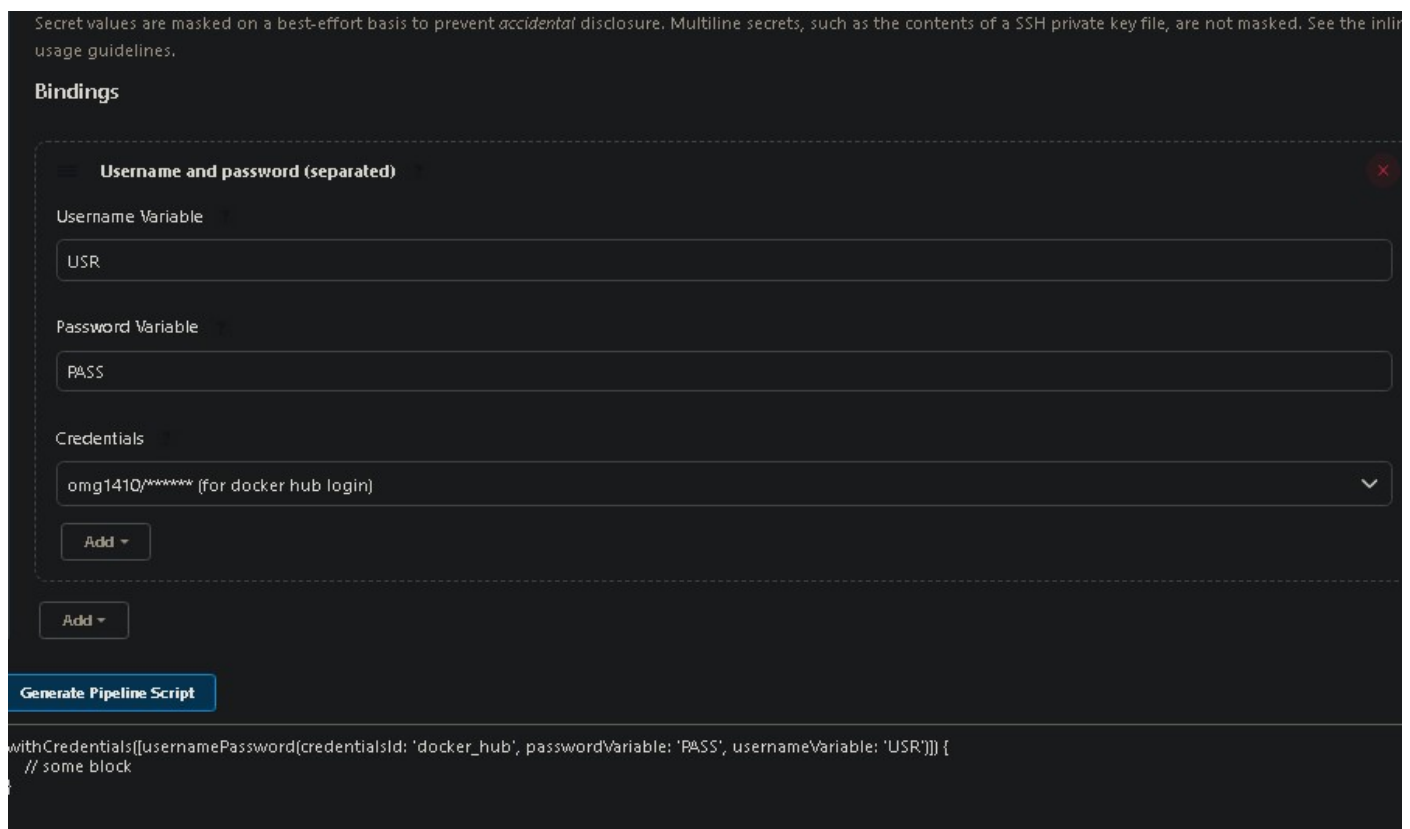 Secret values are masked on a best-effort basis to prevent accidental disclosure. Multiline secrets, such as the contents of a SSH private key file, are not masked. See the
usage guidelines.
Bindings
Username and password (separated)
Username Variable
USR
Password Variable
PASS
Credentials
omg1410/****** (for docker hub login)
Add
Add
Generate Pipeline Script
withCredentials([usernamePassword(credentialsId: 'docker_hub', passwordVariable: 'PASS', usernameVariable: 'USR')]) {
// some block
}